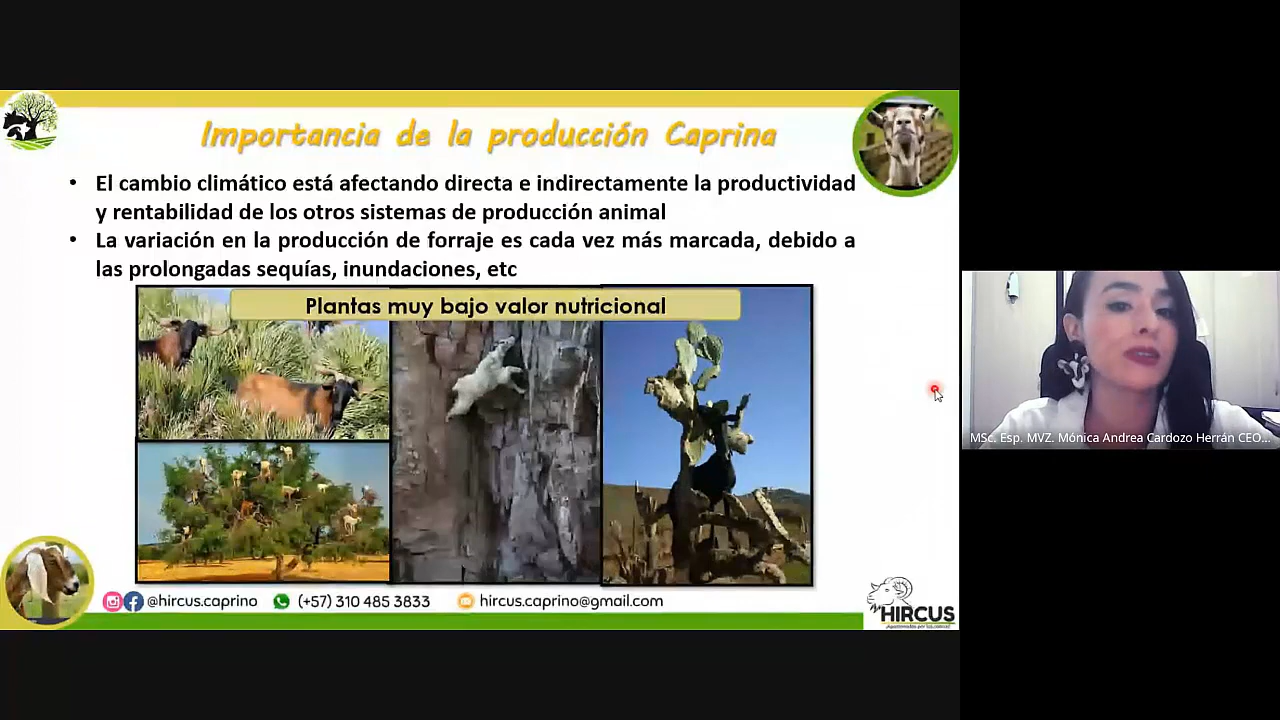 Importancia de la producción Caprina
• El cambio climático está afectando directa e indirectamente la productividad
y rentabilidad de los otros sistemas de producción animal
• La variación en la producción de forraje es cada vez más marcada, debido a
las prolongadas sequías, inundaciones, etc
Plantas muy bajo valor nutricional
@hircus.caprino (+57) 310 485 3833 hircus.caprino@gmail.com
HIRCUS
MSc. Esp. MVZ. Mónica Andrea Cardozo Herrán CEO...